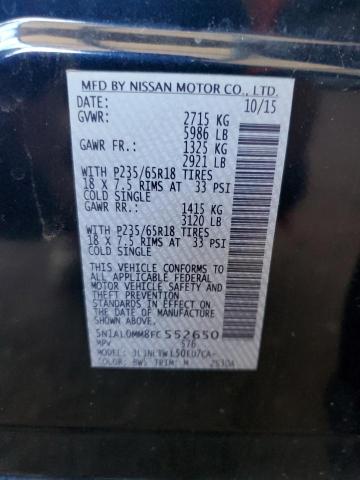 MFD BY NISSAN MOTOR CO., LTD.
DATE: 10/15
GVWR: 2715 KG
5986 LB
GAWR FR.: 1325 KG
2921 LB
WITH P235/65R18 TIRES
18 X 7.5 RIMS AT 33 PSI
COLD SINGLE
GAWR RR.: 1415 KG
3120 LB
WITH P235/65R18 TIRES
18 X 7.5 RIMS AT 33 PSI
COLD SINGLE
THIS VEHICLE CONFORMS TO
ALL APPLICABLE FEDERAL
MOTOR VEHICLE SAFETY AND
THEFT PREVENTION
STANDARDS IN EFFECT ON
THE DATE OF MANUFACTURE
SHOWN ABOVE.
5N1AL0MM8FC552650
MPV 576
COLOR: BW5 TRIM: M